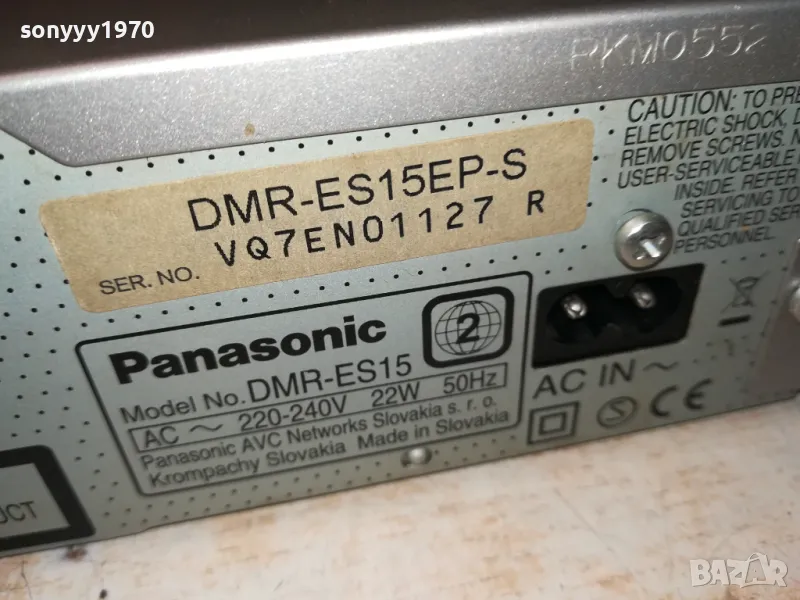 sonyyy1970
PKM0552
CAUTION: TO PRE
ELECTRIC SHOCK, D
REMOVE SCREWS. N
USER-SERVICEABLE
INSIDE. REFER
SERVICING TO
QUALIFIED SER
PERSONNEL.
DMR-ES15EP-S
SER. NO. VQ7EN01127 R
Panasonic
2
Model No. DMR-ES15
AC ～ 220-240V 22W 50Hz
Panasonic AVC Networks Slovakia s. r. o.
Krompachy Slovakia Made in Slovakia
AC IN ～
S
CE
UCT
BAZAR